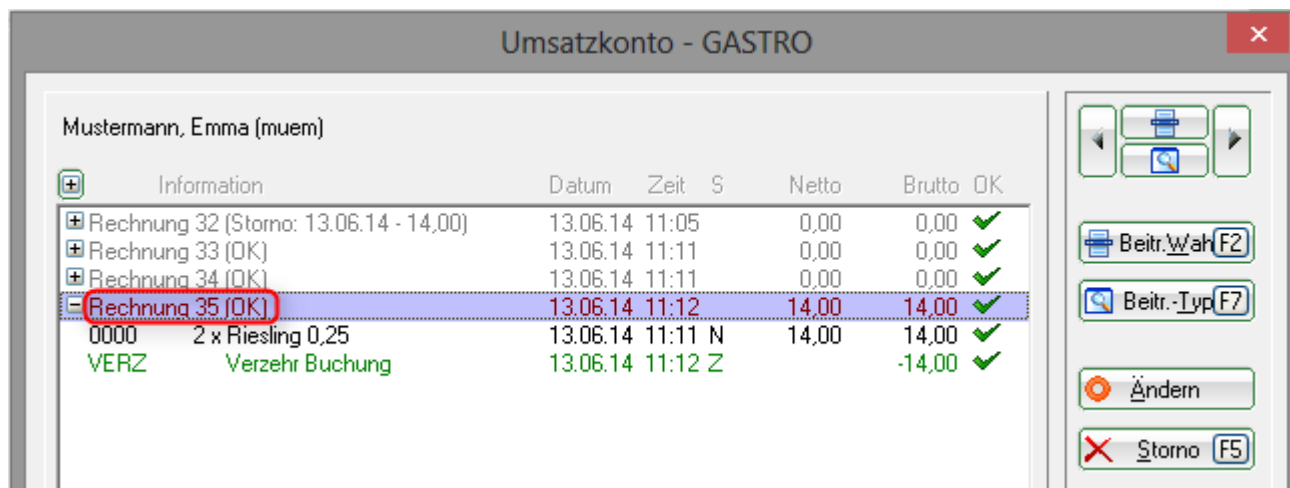 Umsatzkonto - GASTRO
Mustermann, Emma (muem)
Information Datum Zeit S Netto Brutto OK
Rechnung 32 (Storno: 13.06.14 - 14,00) 13.06.14 11:05 0,00 0,00
Rechnung 33 (OK) 13.06.14 11:11 0,00 0,00
Rechnung 34 (OK) 13.06.14 11:11 0,00 0,00
Rechnung 35 (OK) 13.06.14 11:12 14,00 14,00
0000 2 x Riesling 0,25 13.06.14 11:11 N 14,00 14,00
VERZ Verzehr Buchung 13.06.14 11:12 Z -14,00
Beitr.Wah F2
Beitr.-Typ F7
Ändern
Storno F5